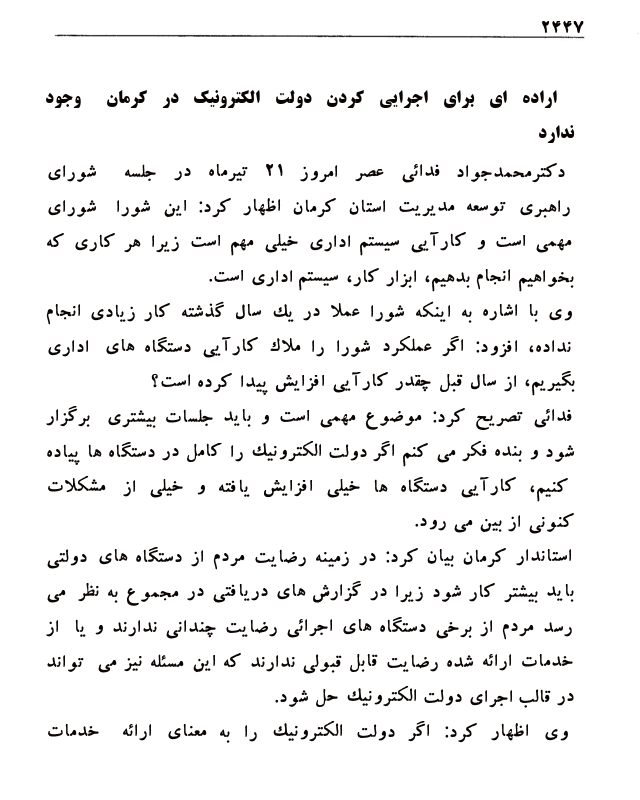 ۲۴۴۷
اراده ای برای اجرایی کردن دولت الکترونیک در کرمان وجود
ندارد
دکترمحمدجواد فدائی عصر امروز ۲۱ تیرماه در جلسه شورای
راهبری توسعه مدیریت استان کرمان اظهار کرد: این شورا شورای
مهمی است و کارآیی سیستم اداری خیلی مهم است زیرا هر کاری که
بخواهیم انجام بدهیم، ابزار کار، سیستم اداری است.
وی با اشاره به اینکه شورا عملا در یك سال گذشته کار زیادی انجام
نداده، افزود: اگر عملکرد شورا را ملاك کارآیی دستگاه های اداری
بگیریم، از سال قبل چقدر کارآیی افزایش پیدا کرده است؟
فدائی تصریح کرد: موضوع مهمی است و باید جلسات بیشتری برگزار
شود و بنده فکر می کنم اگر دولت الکترونیك را کامل در دستگاه ها پیاده
کنیم، کارآیی دستگاه ها خیلی افزایش یافته و خیلی از مشکلات
کنونی از بین می رود.
استاندار کرمان بیان کرد: در زمینه رضایت مردم از دستگاه های دولتی
باید بیشتر کار شود زیرا در گزارش های دریافتی در مجموع به نظر می
رسد مردم از برخی دستگاه های اجرائی رضایت چندانی ندارند و یا از
خدمات ارائه شده رضایت قابل قبولی ندارند که این مسئله نیز می تواند
در قالب اجرای دولت الکترونیك حل شود.
وی اظهار کرد: اگر دولت الکترونیك را به معنای ارائه خدمات